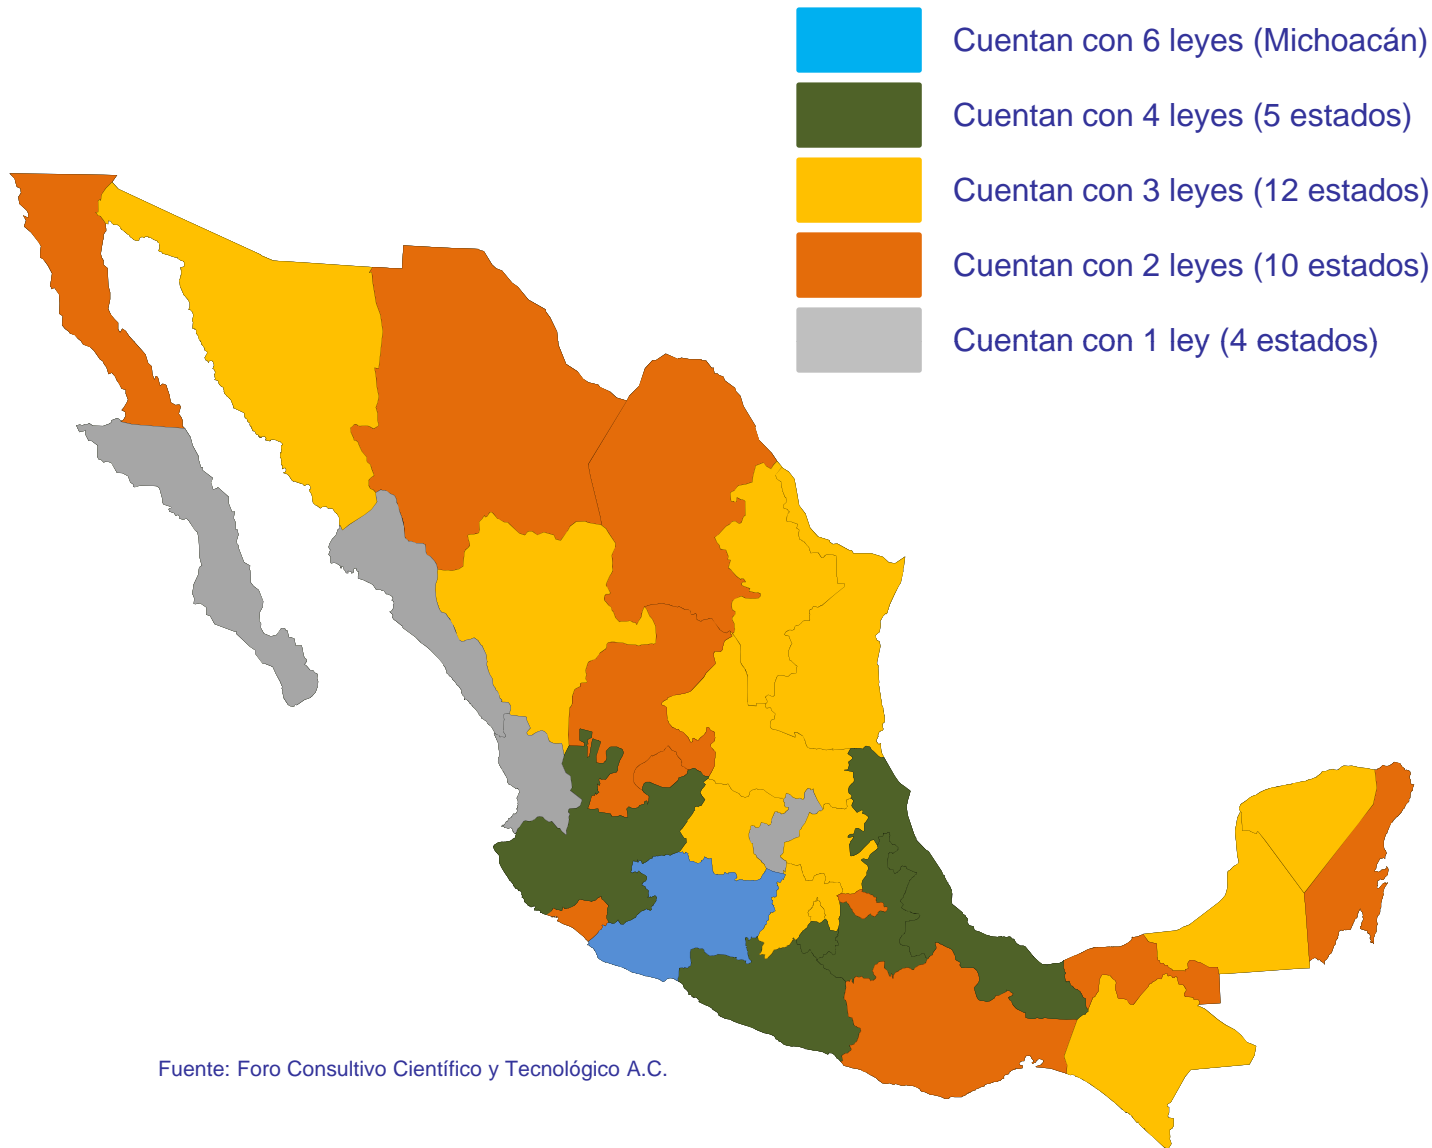 Cuentan con 6 leyes (Michoacán)
Cuentan con 4 leyes (5 estados)
Cuentan con 3 leyes (12 estados)
Cuentan con 2 leyes (10 estados)
Cuentan con 1 ley (4 estados)
Fuente: Foro Consultivo Científico y Tecnológico A.C.